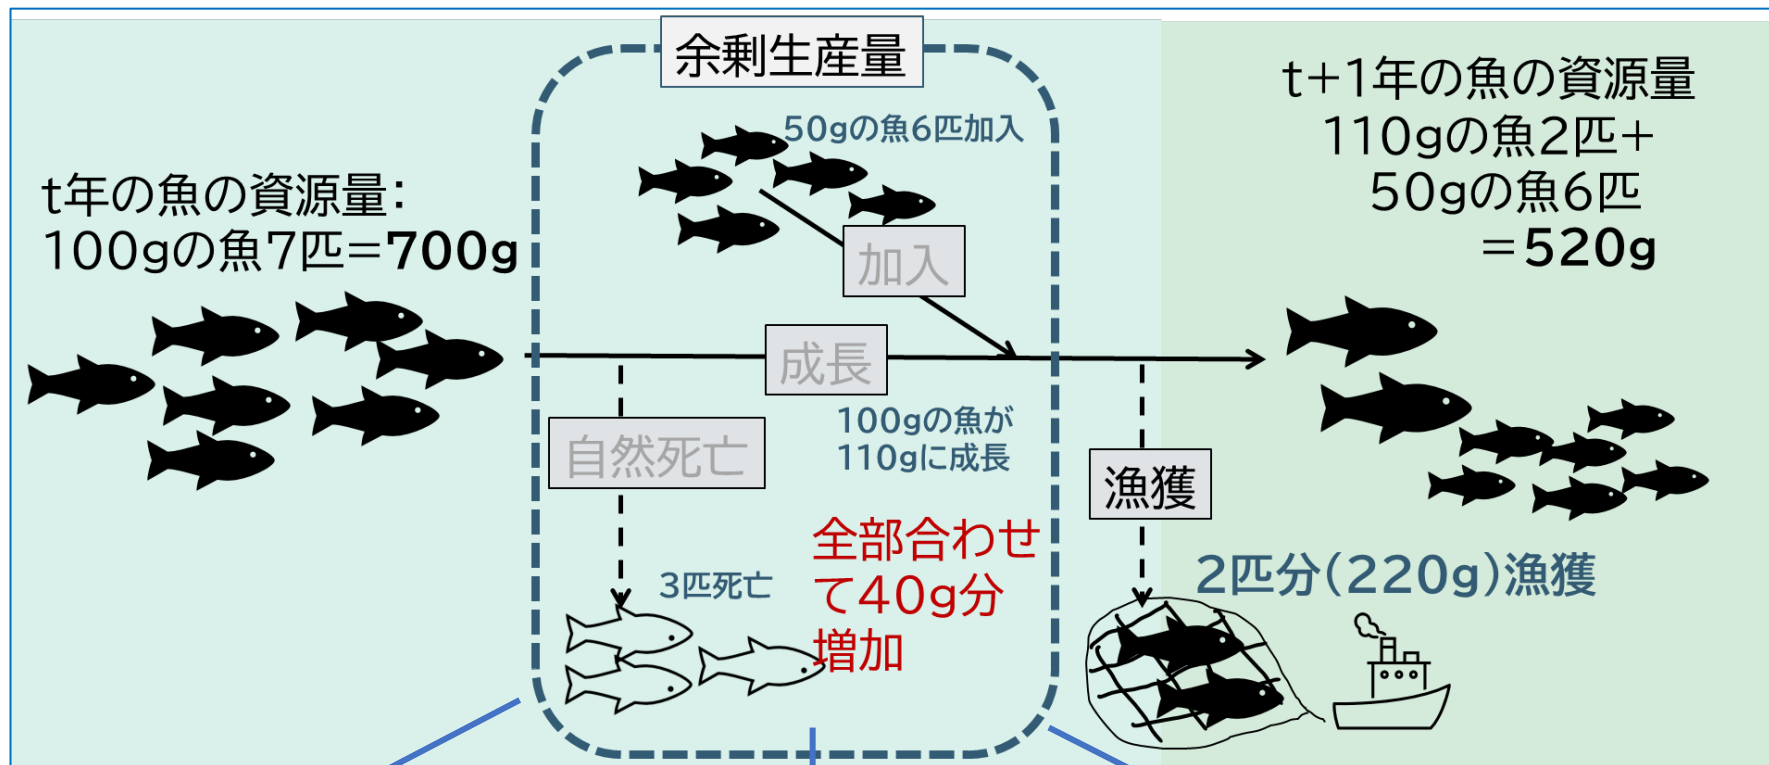 余剰生産量
50gの魚6匹加入
t年の魚の資源量：
100gの魚7匹＝700g
加入
成長
100gの魚が
110gに成長
自然死亡
3匹死亡
全部合わせ
て40g分
増加
漁獲
2匹分（220g）漁獲
t＋1年の魚の資源量
110gの魚2匹＋
50gの魚6匹
＝520g